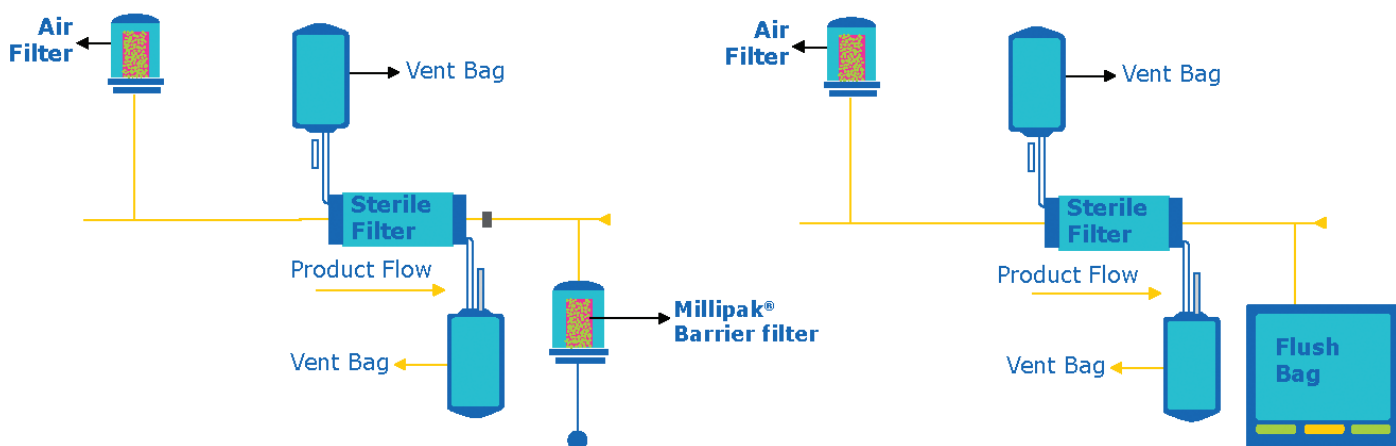 Air
Filter
Vent Bag
Sterile
Filter
Product Flow
Millipak®
Barrier filter
Vent Bag
Air
Filter
Vent Bag
Sterile
Filter
Product Flow
Vent Bag
Flush
Bag